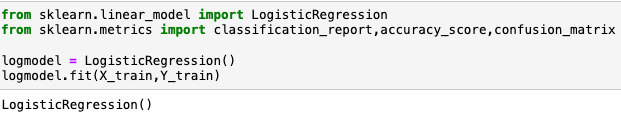 from sklearn.linear_model import LogisticRegression
from sklearn.metrics import classification_report,accuracy_score,confusion_matrix
logmodel = LogisticRegression()
logmodel.fit(X_train,Y_train)
LogisticRegression()